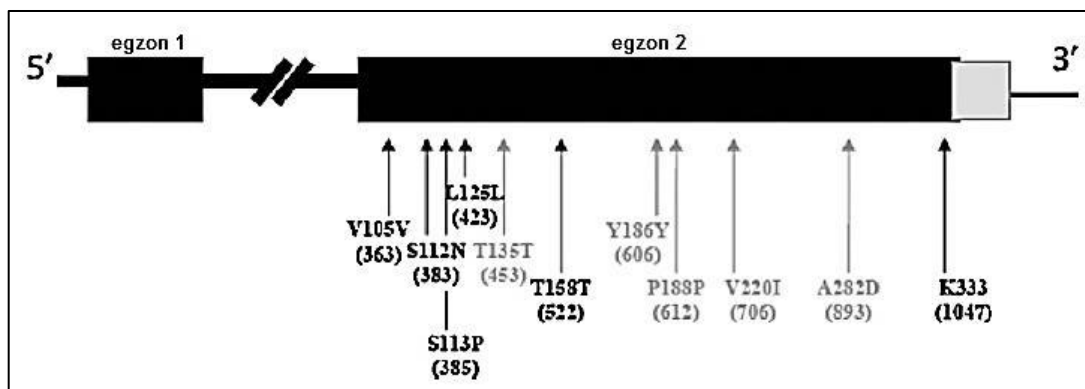 egzon 1
egzon 2
5′
3′
V105V
(363)
S112N
(383)
S113P
(385)
L125L
(423)
T135T
(453)
T158T
(522)
Y186Y
(606)
P188P
(612)
V220I
(706)
A282D
(893)
K333
(1047)